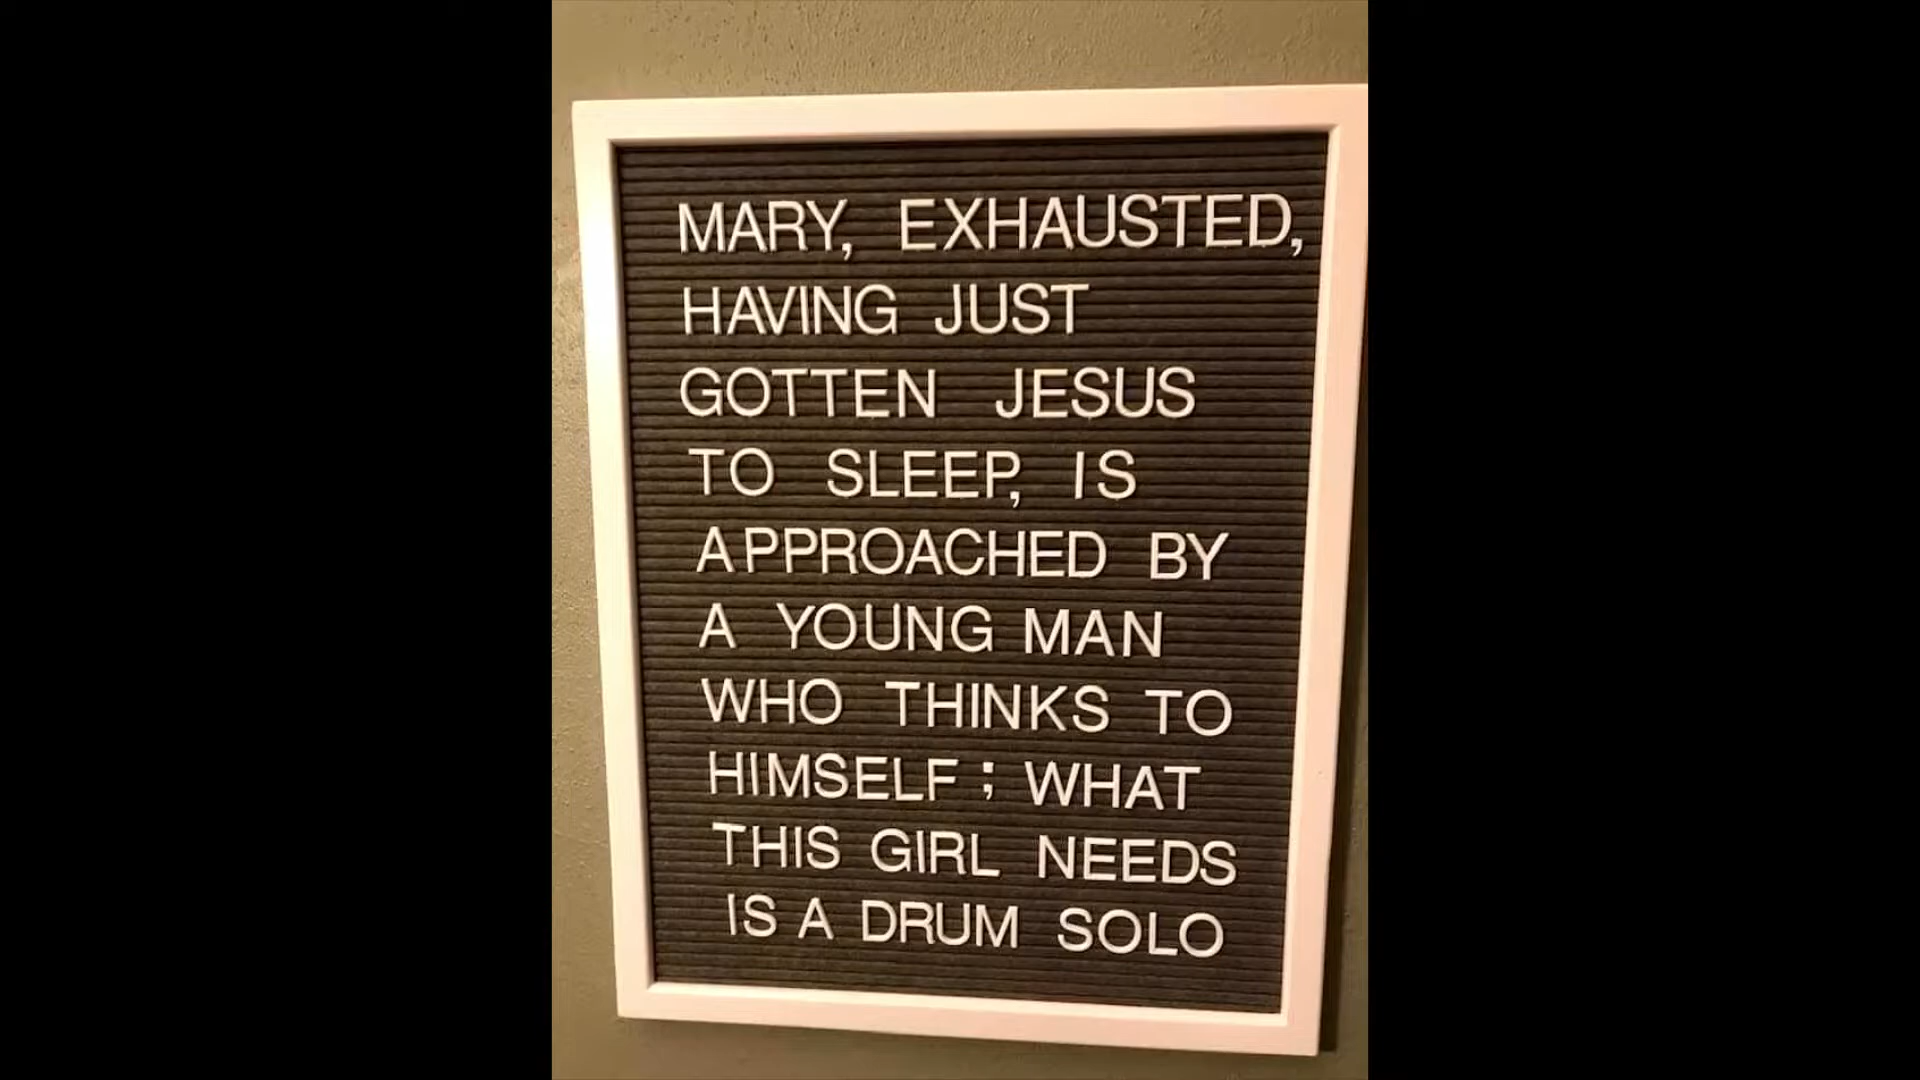 MARY, EXHAUSTED,
HAVING JUST
GOTTEN JESUS
TO SLEEP, IS
APPROACHED BY
A YOUNG MAN
WHO THINKS TO
HIMSELF; WHAT
THIS GIRL NEEDS
IS A DRUM SOLO